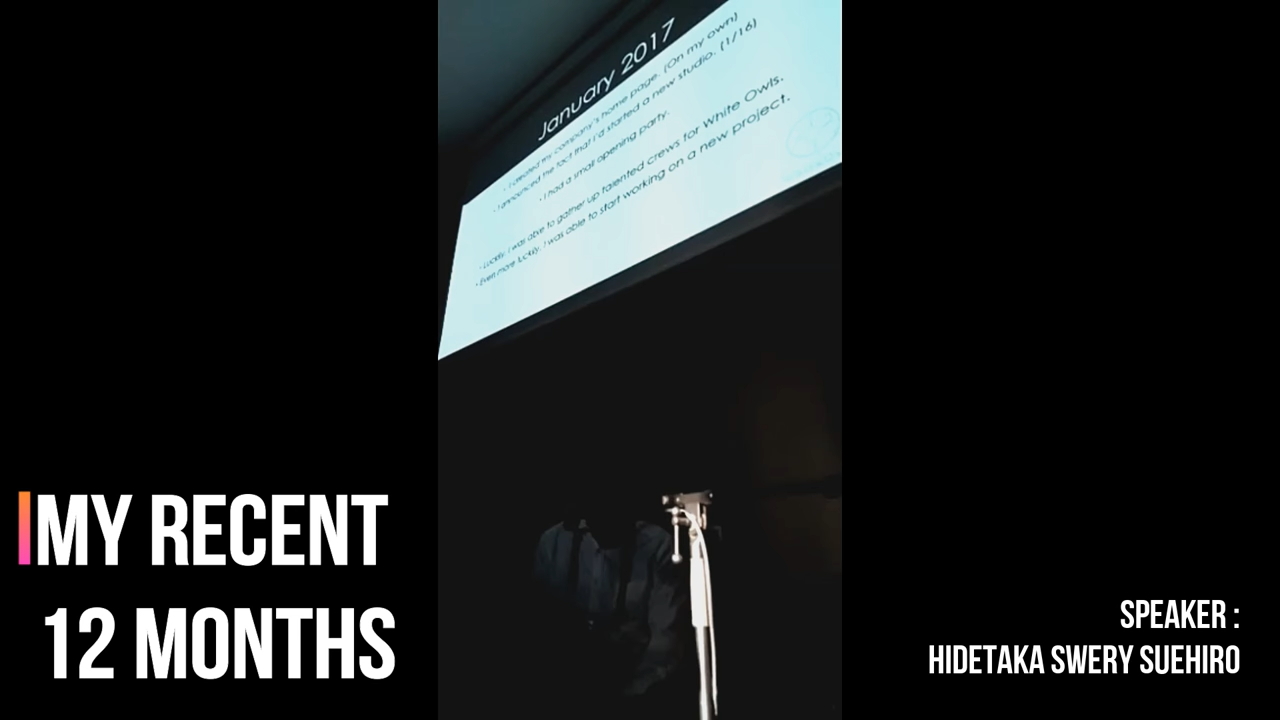 January 2017
- I created my company's home page. (On my own)
- I announced the fact that I'd started a new studio. (1/16)
- I had a small opening party.
- Luckily, I was able to gather up talented crews for White Owls.
- Even more luckily, I was able to start working on a new project.
MY RECENT
12 MONTHS
SPEAKER :
HIDETAKA SWERY SUEHIRO